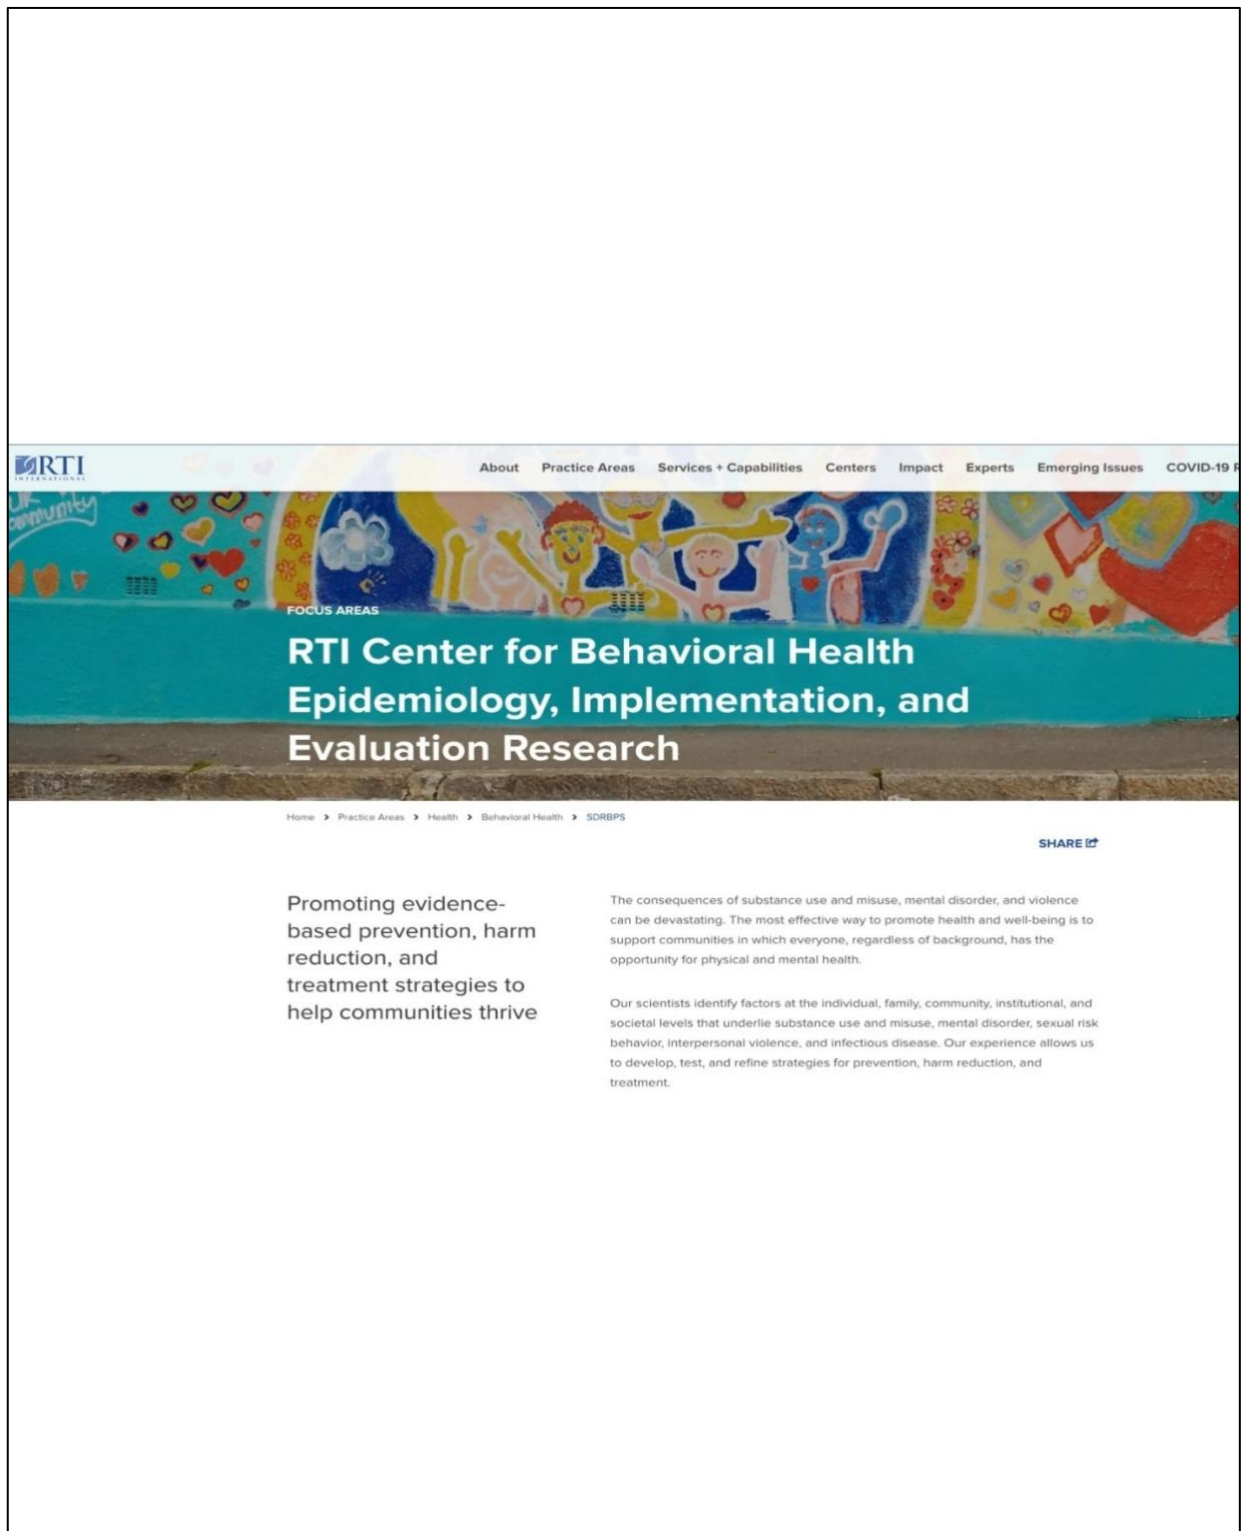 RTI
INTERNATIONAL
About Practice Areas Services + Capabilities Centers Impact Experts Emerging Issues COVID-19
community
FOCUS AREAS
RTI Center for Behavioral Health
Epidemiology, Implementation, and
Evaluation Research
Home > Practice Areas > Health > Behavioral Health > SDRBPS
SHARE
Promoting evidence-
based prevention, harm
reduction, and
treatment strategies to
help communities thrive
The consequences of substance use and misuse, mental disorder, and violence
can be devastating. The most effective way to promote health and well-being is to
support communities in which everyone, regardless of background, has the
opportunity for physical and mental health.
Our scientists identify factors at the individual, family, community, institutional, and
societal levels that underlie substance use and misuse, mental disorder, sexual risk
behavior, interpersonal violence, and infectious disease. Our experience allows us
to develop, test, and refine strategies for prevention, harm reduction, and
treatment.